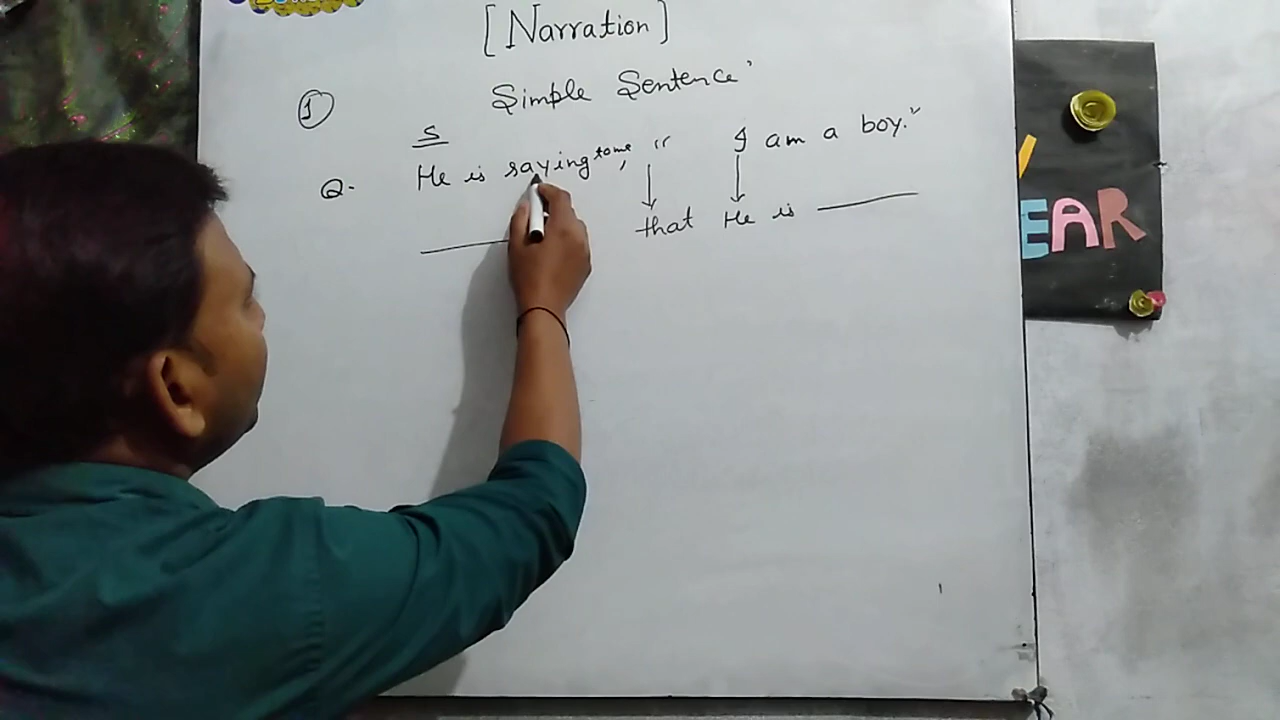 [Narration]
① Simple Sentence'
S
Q. He is saying to me, " I am a boy."
that He is
EAR